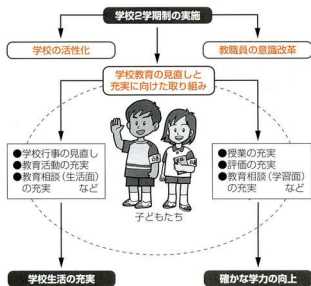 学校2学期制の実施
学校の活性化
教職員の意識改革
学校教育の見直しと
充実に向けた取り組み
●学校行事の見直し
●教育活動の充実
●教育相談(生活面)
の充実 など
●授業の充実
●評価の充実
●教育相談(学習面)
の充実 など
子どもたち
学校生活の充実
確かな学力の向上